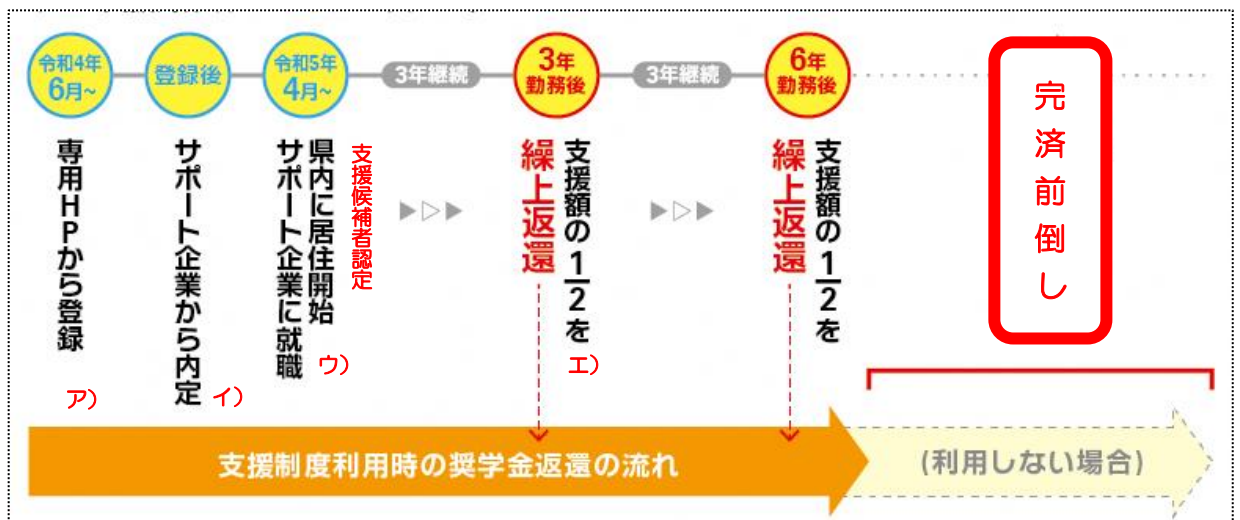 令和4年
6月~
登録後
令和5年
4月~
3年継続
3年
勤務後
3年継続
6年
勤務後
専用HPから登録
ア)
サポート企業から内定
イ)
県内に居住開始
サポート企業に就職
支援候補者認定
ウ)
支援額の1/2を
繰上返還
エ)
支援額の1/2を
繰上返還
完済前倒し
支援制度利用時の奨学金返還の流れ
(利用しない場合)